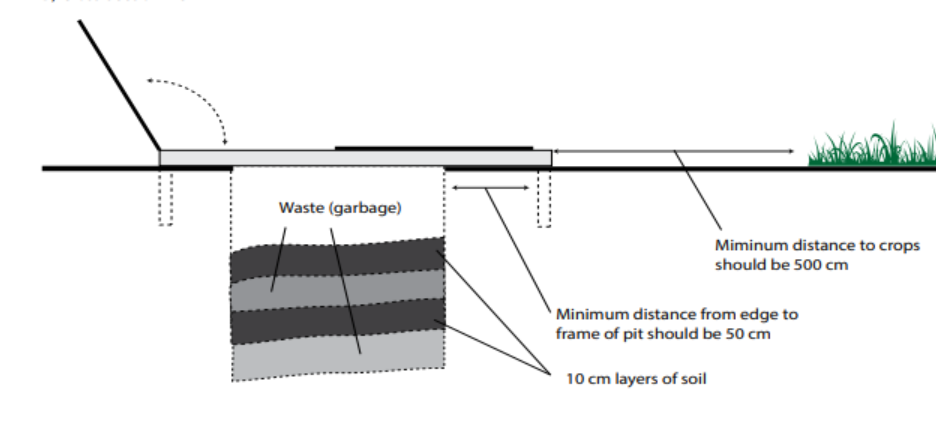 Waste (garbage)
Miminum distance to crops
should be 500 cm
Minimum distance from edge to
frame of pit should be 50 cm
10 cm layers of soil